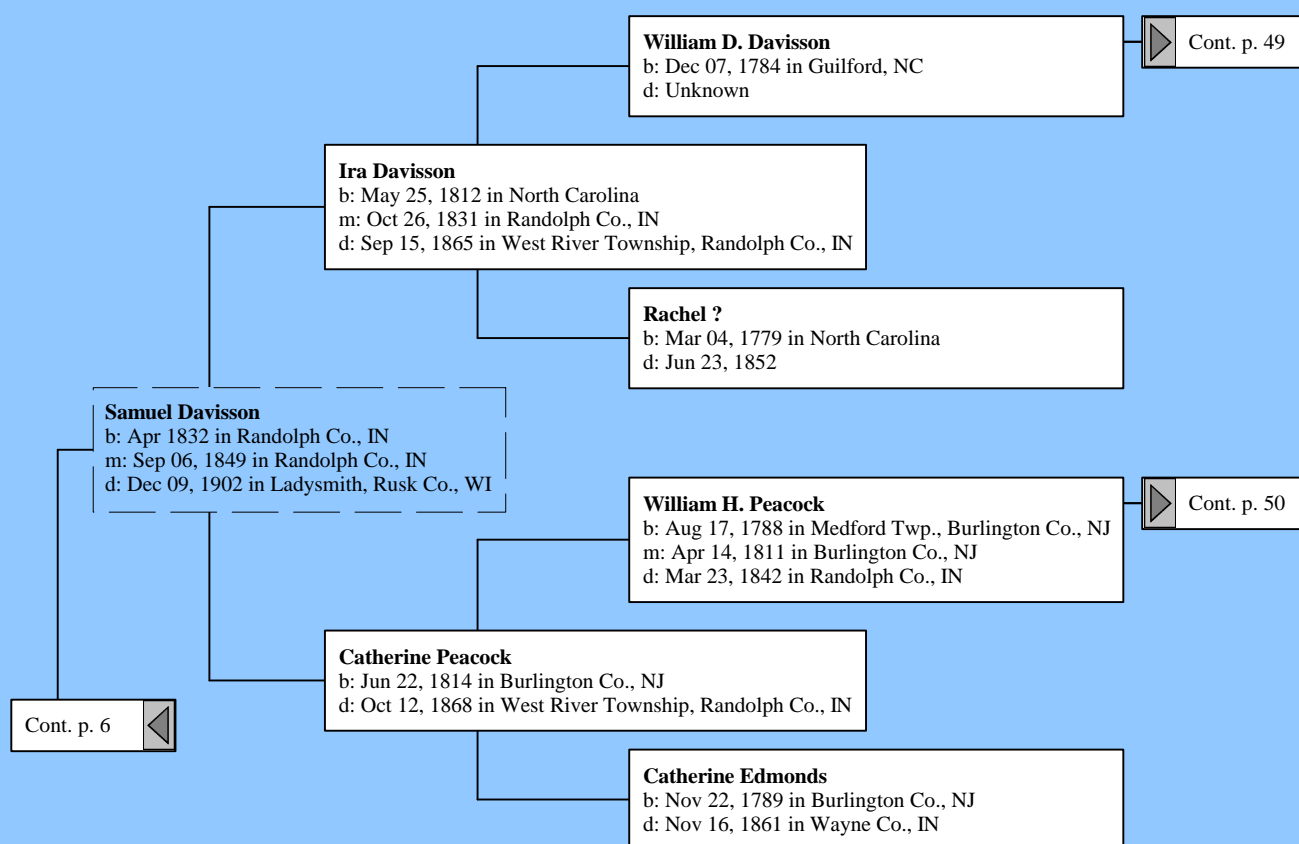 William D. Davisson
b: Dec 07, 1784 in Guilford, NC
d: Unknown
Cont. p. 49
Ira Davisson
b: May 25, 1812 in North Carolina
m: Oct 26, 1831 in Randolph Co., IN
d: Sep 15, 1865 in West River Township, Randolph Co., IN
Rachel ?
b: Mar 04, 1779 in North Carolina
d: Jun 23, 1852
Samuel Davisson
b: Apr 1832 in Randolph Co., IN
m: Sep 06, 1849 in Randolph Co., IN
d: Dec 09, 1902 in Ladysmith, Rusk Co., WI
William H. Peacock
b: Aug 17, 1788 in Medford Twp., Burlington Co., NJ
m: Apr 14, 1811 in Burlington Co., NJ
d: Mar 23, 1842 in Randolph Co., IN
Cont. p. 50
Catherine Peacock
b: Jun 22, 1814 in Burlington Co., NJ
d: Oct 12, 1868 in West River Township, Randolph Co., IN
Cont. p. 6
Catherine Edmonds
b: Nov 22, 1789 in Burlington Co., NJ
d: Nov 16, 1861 in Wayne Co., IN